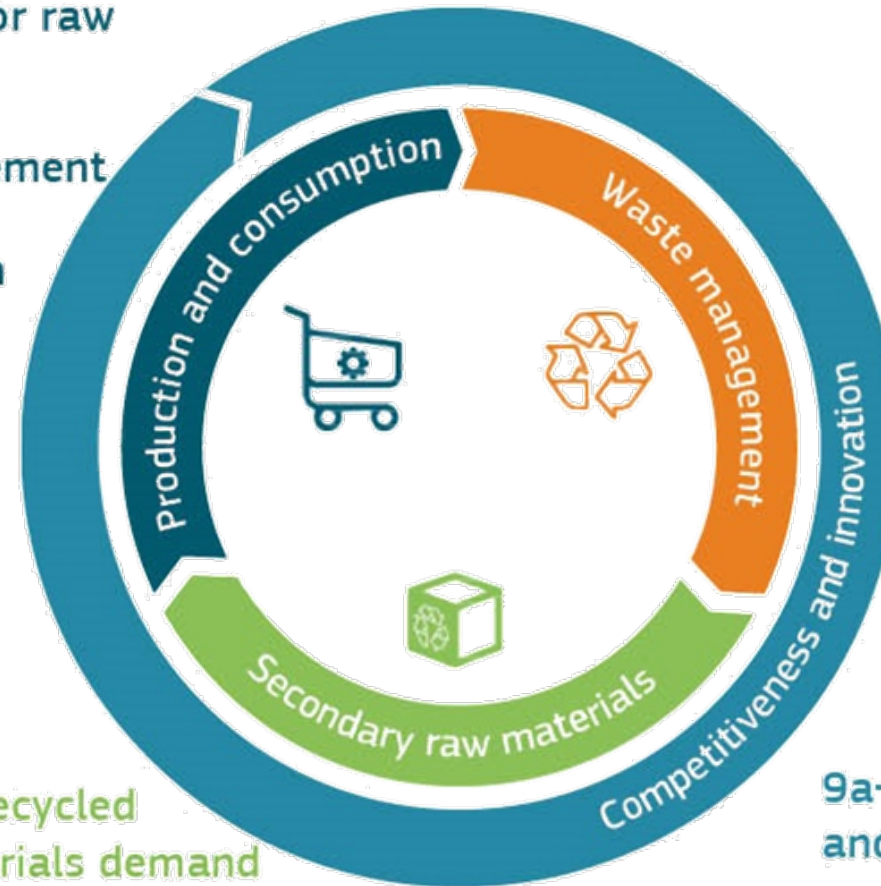 or raw
ement
Production and consumption
Waste management
Competitiveness and innovation
Secondary raw materials
ecycled
rials demand
9a-
and